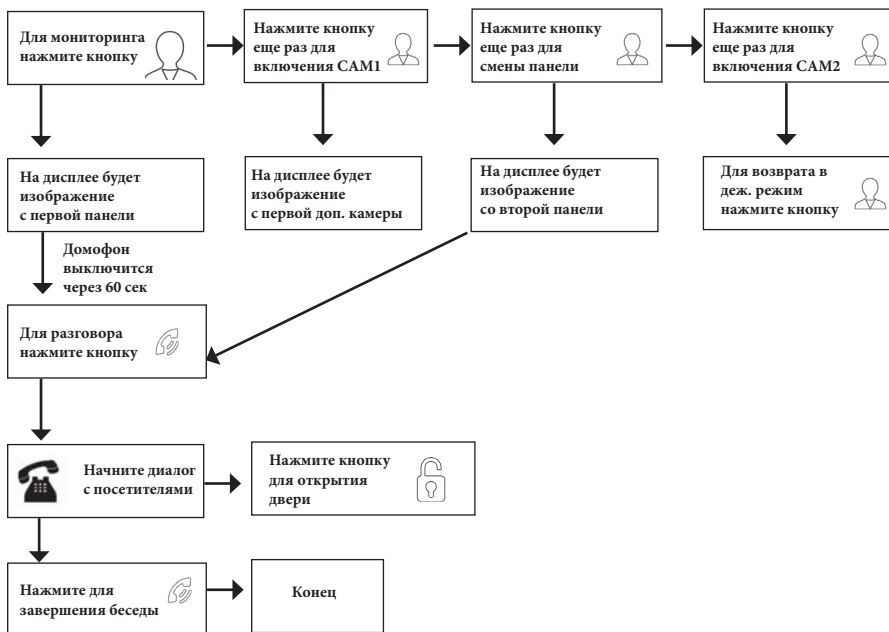 Для мониторинга
нажмите кнопку
Нажмите кнопку
еще раз для
включения CAM1
Нажмите кнопку
еще раз для
смены панели
Нажмите кнопку
еще раз для
включения CAM2
На дисплее будет
изображение
с первой панели
На дисплее будет
изображение
с первой доп. камеры
На дисплее будет
изображение
со второй панели
Для возврата в
деж. режим
нажмите кнопку
Домофон
выключится
через 60 сек
Для разговора
нажмите кнопку
Начните диалог
с посетителями
Нажмите кнопку
для открытия
двери
Нажмите для
завершения беседы
Конец